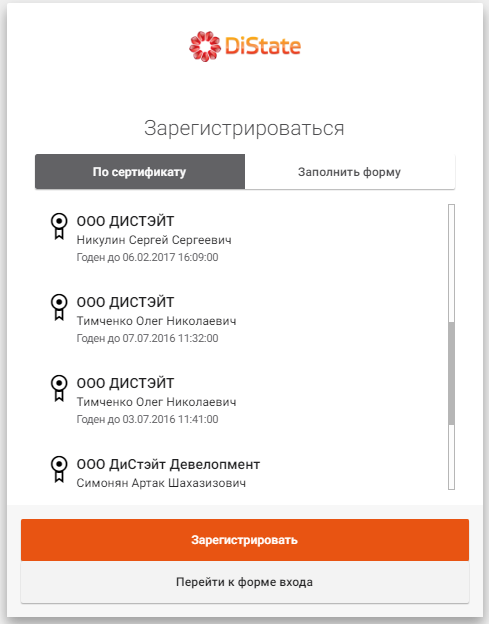 DiState
Зарегистрироваться
По сертификату
Заполнить форму
ООО ДИСТЭЙТ
Никулин Сергей Сергеевич
Годен до 06.02.2017 16:09:00
ООО ДИСТЭЙТ
Тимченко Олег Николаевич
Годен до 07.07.2016 11:32:00
ООО ДИСТЭЙТ
Тимченко Олег Николаевич
Годен до 03.07.2016 11:41:00
ООО ДиСтэйт Девелопмент
Симонян Артак Шахазизович
Зарегистрировать
Перейти к форме входа